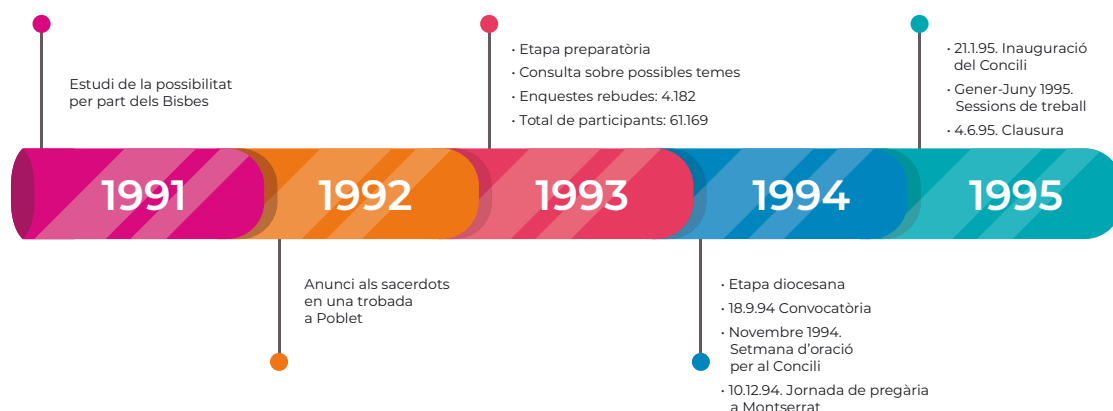 Estudi de la possibilitat
per part dels Bisbes
· Etapa preparatòria
· Consulta sobre possibles temes
· Enquestes rebudes: 4.182
· Total de participants: 61.169
· 21.1.95. Inauguració
del Concili
· Gener-Juny 1995.
Sessions de treball
· 4.6.95. Clausura
1991
1992
1993
1994
1995
Anunci als sacerdots
en una trobada
a Poblet
· Etapa diocesana
· 18.9.94 Convocatòria
· Novembre 1994.
Setmana d’oració
per al Concili
· 10.12.94. Jornada de pregària
a Montserrat